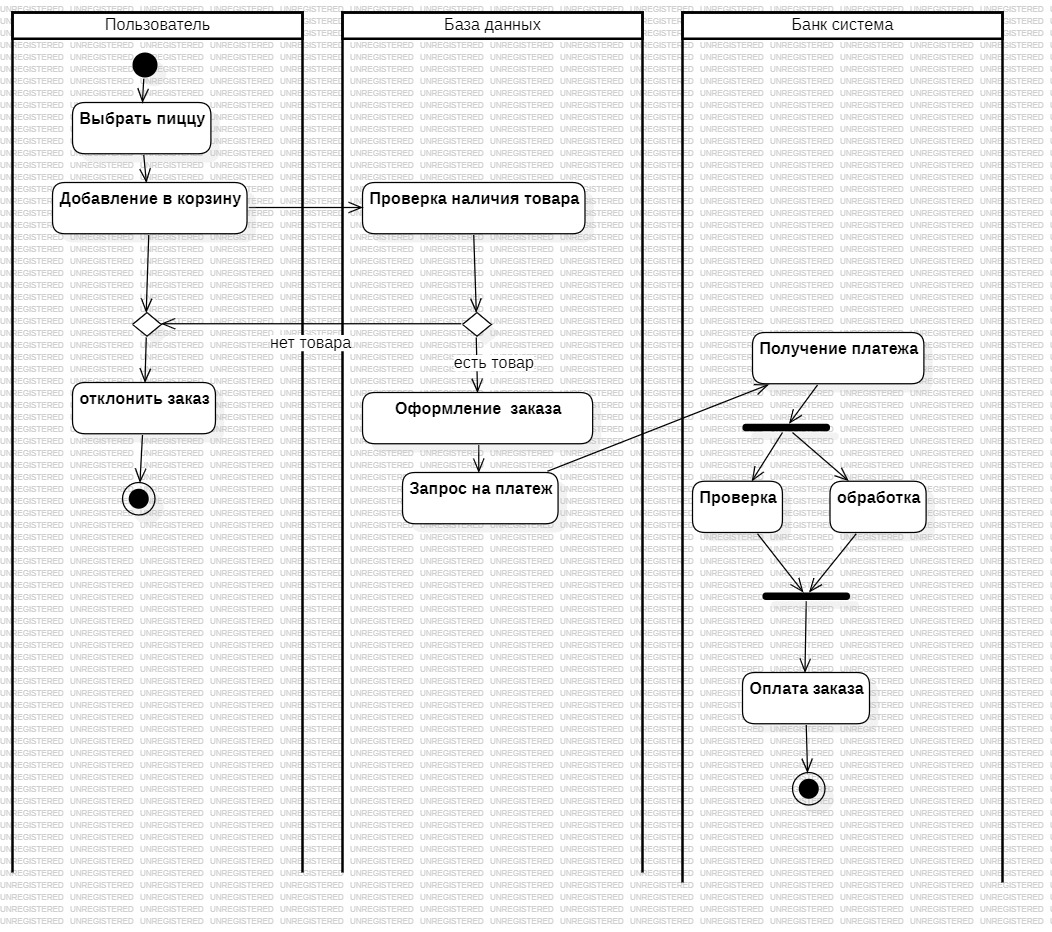 Пользователь
База данных
Банк система
Выбрать пиццу
Добавление в корзину
Проверка наличия товара
нет товара
есть товар
Получение платежа
отклонить заказ
Оформление заказа
Запрос на платеж
Проверка
обработка
Оплата заказа
UNREGISTERED